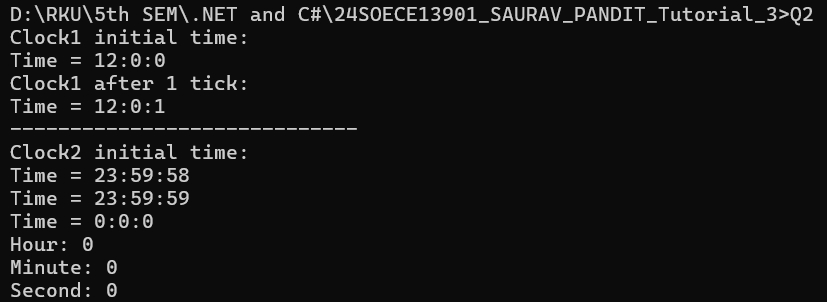 D:\RKU\5th SEM\.NET and C#\24SOECE13901_SAURAV_PANDIT_Tutorial_3>Q2
Clock1 initial time:
Time = 12:0:0
Clock1 after 1 tick:
Time = 12:0:1
-----------------------------
Clock2 initial time:
Time = 23:59:58
Time = 23:59:59
Time = 0:0:0
Hour: 0
Minute: 0
Second: 0